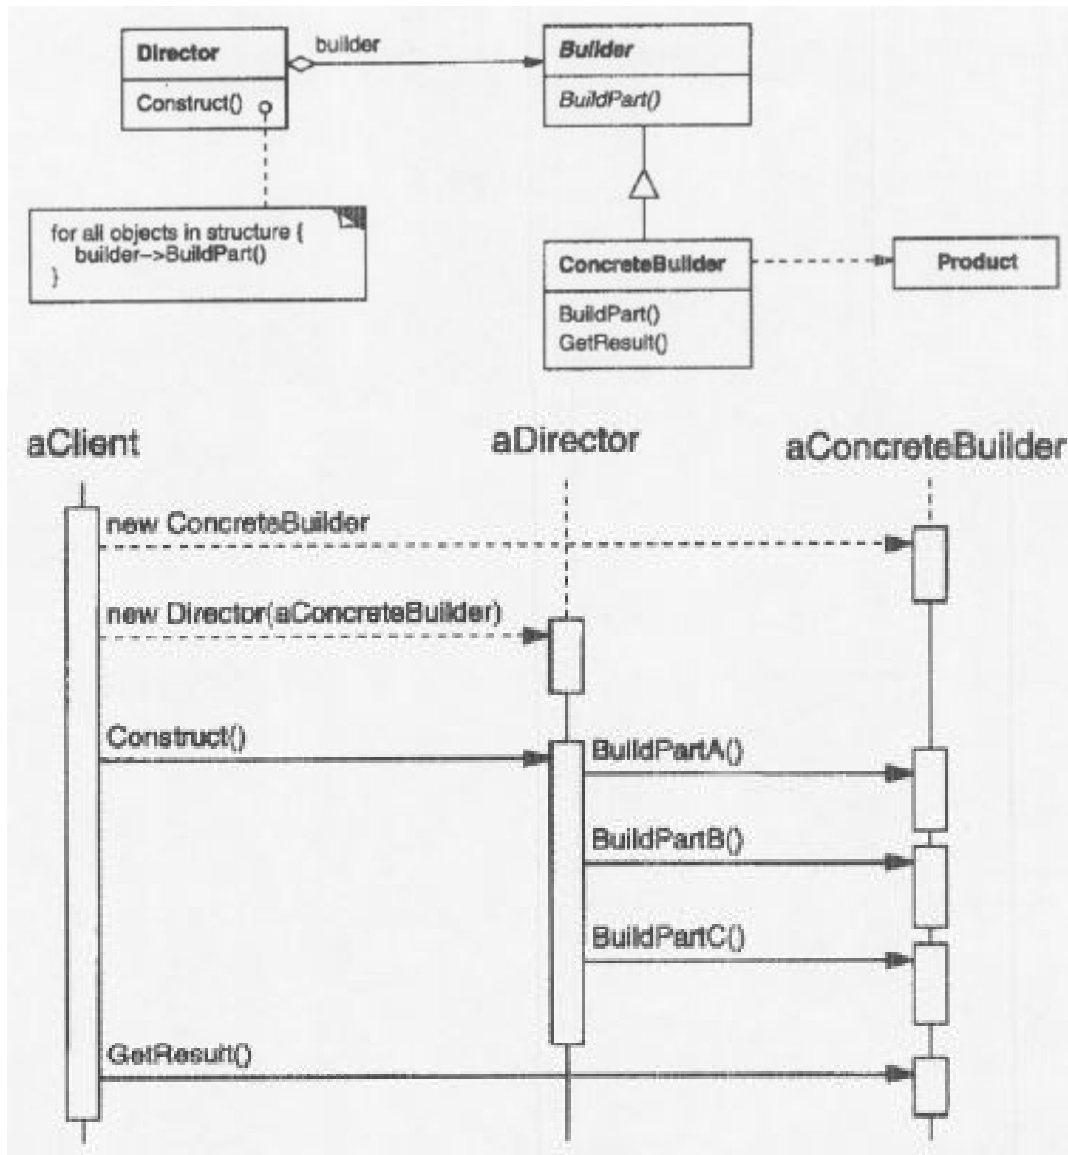 Director
builder
Builder
Construct()
BuildPart()
for all objects in structure {
builder->BuildPart()
}
ConcreteBuilder
Product
BuildPart()
GetResult()
aClient
aDirector
aConcreteBuilder
new ConcreteBuilder
new Director(aConcreteBuilder)
Construct()
BuildPartA()
BuildPartB()
BuildPartC()
GetResult()